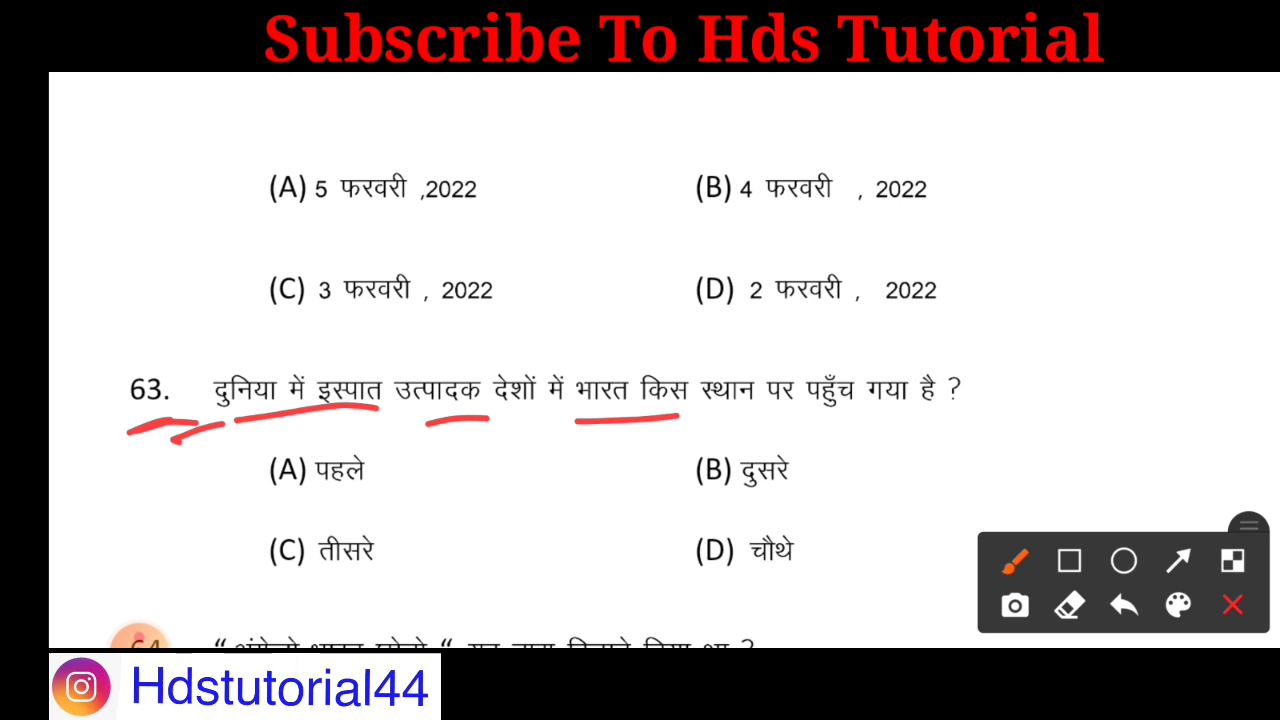 Subscribe To Hds Tutorial
(A) 5 फरवरी ,2022 (B) 4 फरवरी , 2022
(C) 3 फरवरी , 2022 (D) 2 फरवरी , 2022
63. दुनिया में इस्पात उत्पादक देशों में भारत किस स्थान पर पहुँच गया है ?
(A) पहले (B) दुसरे
(C) तीसरे (D) चौथे
Hdstutorial44